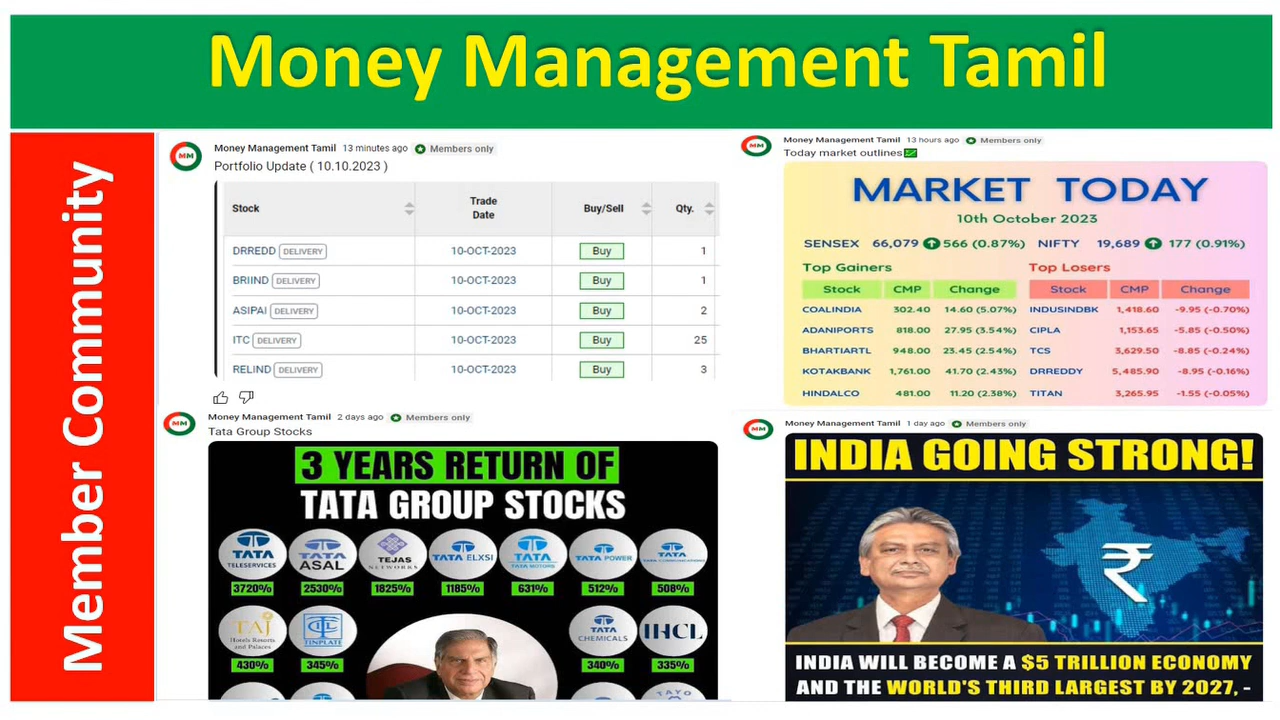 Money Management Tamil
Member Community
MM
Money Management Tamil 13 minutes ago Members only
Portfolio Update ( 10.10.2023 )
Stock Trade Date Buy/Sell Qty.
DRREDD DELIVERY 10-OCT-2023 Buy 1
BRIIND DELIVERY 10-OCT-2023 Buy 1
ASIPAI DELIVERY 10-OCT-2023 Buy 2
ITC DELIVERY 10-OCT-2023 Buy 25
RELIND DELIVERY 10-OCT-2023 Buy 3
MM
Money Management Tamil 13 hours ago Members only
Today market outlines
MARKET TODAY
10th October 2023
SENSEX 66,079 566 (0.87%) NIFTY 19,689 177 (0.91%)
Top Gainers Top Losers
Stock CMP Change Stock CMP Change
COALINDIA 302.40 14.60 (5.07%) INDUSINDBK 1,418.60 -9.95 (-0.70%)
ADANIPORTS 818.00 27.95 (3.54%) CIPLA 1,153.65 -5.85 (-0.50%)
BHARTIARTL 948.00 23.45 (2.54%) TCS 3,629.50 -8.85 (-0.24%)
KOTAKBANK 1,761.00 41.70 (2.43%) DRREDDY 5,485.90 -8.95 (-0.16%)
HINDALCO 481.00 11.20 (2.38%) TITAN 3,265.95 -1.55 (-0.05%)
MM
Money Management Tamil 2 days ago Members only
Tata Group Stocks
3 YEARS RETURN OF
TATA GROUP STOCKS
TATA TELESERVICES TATA ASAL TEJAS NETWORKS TATA ELXSI TATA TATA MOTORS TATA POWER TATA COMMUNICATIONS
3720% 2530% 1825% 1185% 631% 512% 508%
TAJ Hotels Resorts and Palaces TINPLATE TATA CHEMICALS IHCL
430% 345% 340% 335%
MM
Money Management Tamil 1 day ago Members only
INDIA GOING STRONG!
₹
INDIA WILL BECOME A $5 TRILLION ECONOMY
AND THE WORLD'S THIRD LARGEST BY 2027, -